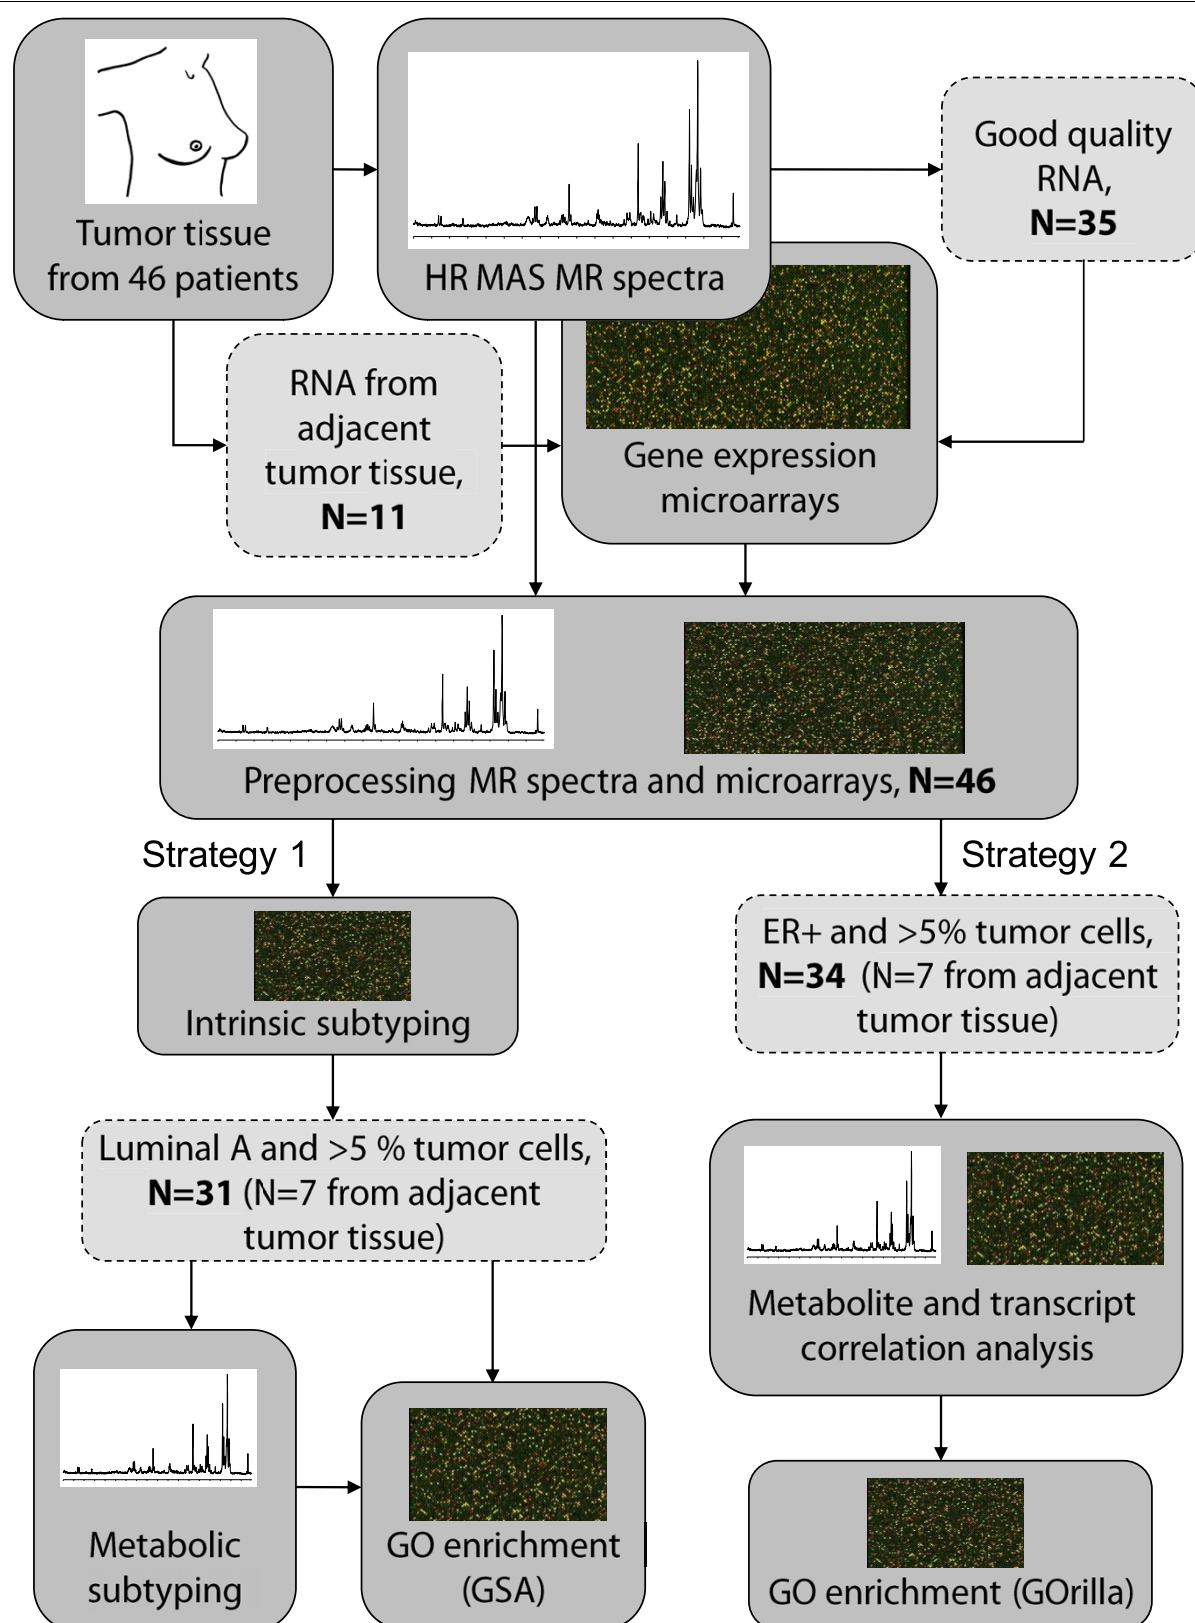 Tumor tissue
from 46 patients
HR MAS MR spectra
Good quality
RNA,
N=35
RNA from
adjacent
tumor tissue,
N=11
Gene expression
microarrays
Preprocessing MR spectra and microarrays, N=46
Strategy 1
Strategy 2
Intrinsic subtyping
ER+ and >5% tumor cells,
N=34 (N=7 from adjacent
tumor tissue)
Luminal A and >5 % tumor cells,
N=31 (N=7 from adjacent
tumor tissue)
Metabolite and transcript
correlation analysis
Metabolic
subtyping
GO enrichment
(GSA)
GO enrichment (GOrilla)